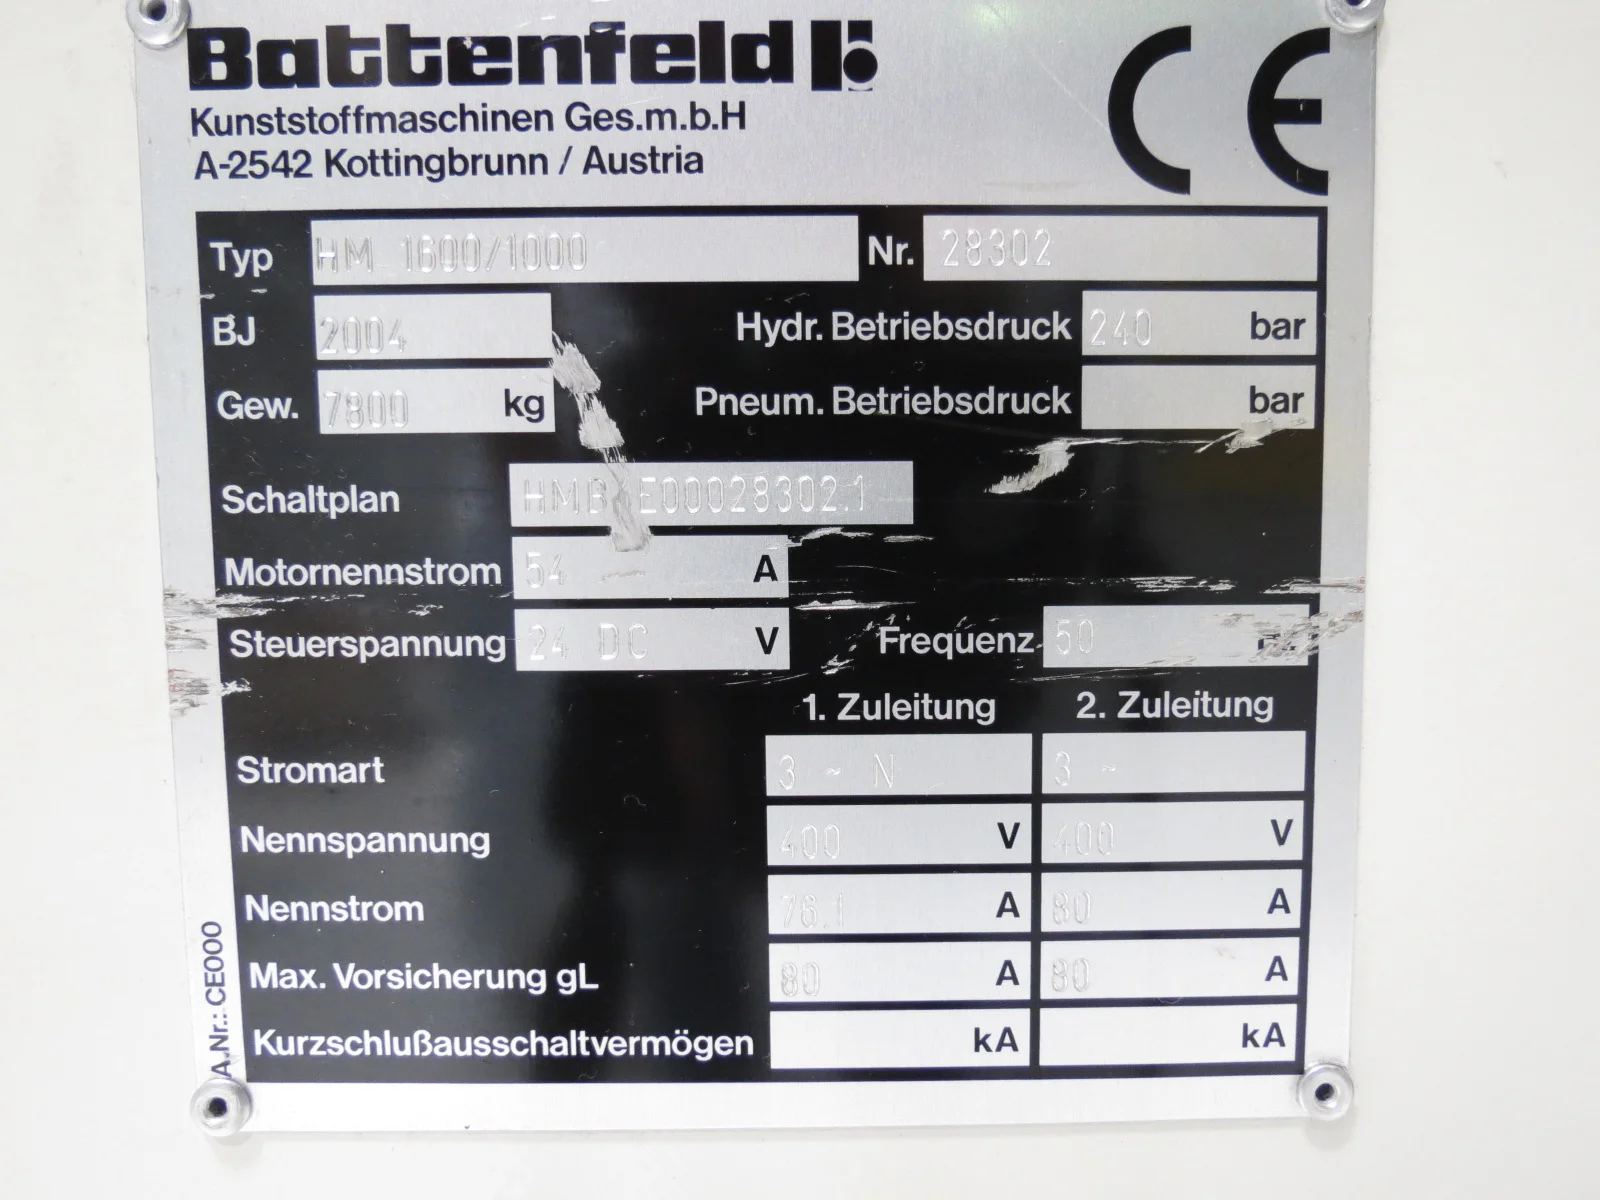 Battenfeld
Kunststoffmaschinen Ges.m.b.H
A-2542 Kottingbrunn / Austria
CE
Typ HM 1600/1000 Nr. 28302
BJ 2004 Hydr. Betriebsdruck 240 bar
Gew. 7800 kg Pneum. Betriebsdruck bar
Schaltplan HMB E00028302.1
Motornennstrom 54 A
Steuerspannung 24 DC V Frequenz 50
1. Zuleitung 2. Zuleitung
Stromart 3 ~ N 3 ~
Nennspannung 400 V 400 V
Nennstrom 76.1 A 80 A
Max. Vorsicherung gL 80 A 80 A
Kurzschlußausschaltvermögen kA kA
A.Nr.: CE000